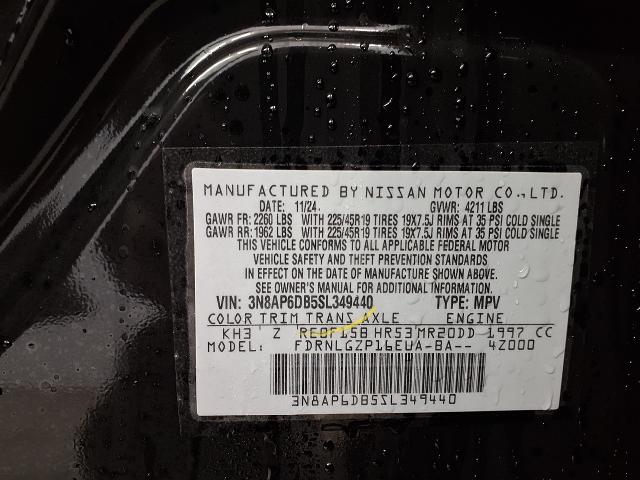 MANUFACTURED BY NISSAN MOTOR CO., LTD.
DATE: 11/24 GVWR: 4211 LBS
GAWR FR: 2260 LBS WITH 225/45R19 TIRES 19X7.5J RIMS AT 35 PSI COLD SINGLE
GAWR RR: 1962 LBS WITH 225/45R19 TIRES 19X7.5J RIMS AT 35 PSI COLD SINGLE
THIS VEHICLE CONFORMS TO ALL APPLICABLE FEDERAL MOTOR
VEHICLE SAFETY AND THEFT PREVENTION STANDARDS
IN EFFECT ON THE DATE OF MANUFACTURE SHOWN ABOVE.
SEE OWNER'S MANUAL FOR ADDITIONAL INFORMATION.
VIN: 3N8AP6DB5SL349440 TYPE: MPV
COLOR TRIM TRANS AXLE ENGINE
KH3 Z RE0F15B HR53 MR20DD 1997 CC
MODEL: FDRNLGZP16EUA-BA-- 4Z000
3N8AP6DB5SL349440